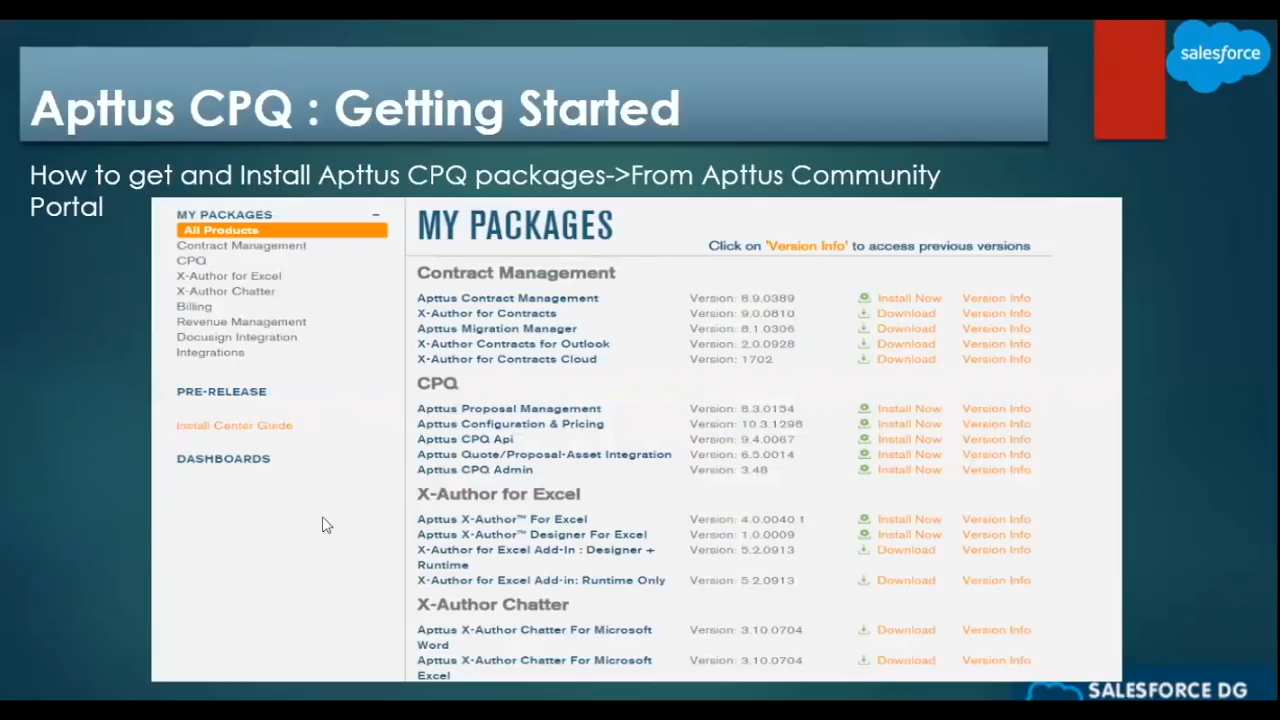 salesforce
Apttus CPQ : Getting Started
How to get and Install Apttus CPQ packages->From Apttus Community
Portal
MY PACKAGES –
All Products
Contract Management
CPQ
X-Author for Excel
X-Author Chatter
Billing
Revenue Management
Docusign Integration
Integrations
PRE-RELEASE
Install Center Guide
DASHBOARDS
MY PACKAGES
Click on 'Version Info' to access previous versions
Contract Management
Apttus Contract Management Version: 8.9.0389 Install Now Version Info
X-Author for Contracts Version: 9.0.0810 Download Version Info
Apttus Migration Manager Version: 8.1.0306 Download Version Info
X-Author Contracts for Outlook Version: 2.0.0928 Download Version Info
X-Author for Contracts Cloud Version: 1702 Download Version Info
CPQ
Apttus Proposal Management Version: 8.3.0154 Install Now Version Info
Apttus Configuration & Pricing Version: 10.3.1298 Install Now Version Info
Apttus CPQ Api Version: 9.4.0067 Install Now Version Info
Apttus Quote/Proposal-Asset Integration Version: 6.5.0014 Install Now Version Info
Apttus CPQ Admin Version: 3.48 Install Now Version Info
X-Author for Excel
Apttus X-Author™ For Excel Version: 4.0.0040.1 Install Now Version Info
Apttus X-Author™ Designer For Excel Version: 1.0.0009 Install Now Version Info
X-Author for Excel Add-In : Designer + Version: 5.2.0913 Download Version Info
Runtime
X-Author for Excel Add-in: Runtime Only Version: 5.2.0913 Download Version Info
X-Author Chatter
Apttus X-Author Chatter For Microsoft Version: 3.10.0704 Download Version Info
Word
Apttus X-Author Chatter For Microsoft Version: 3.10.0704 Download Version Info
Excel
SALESFORCE DG